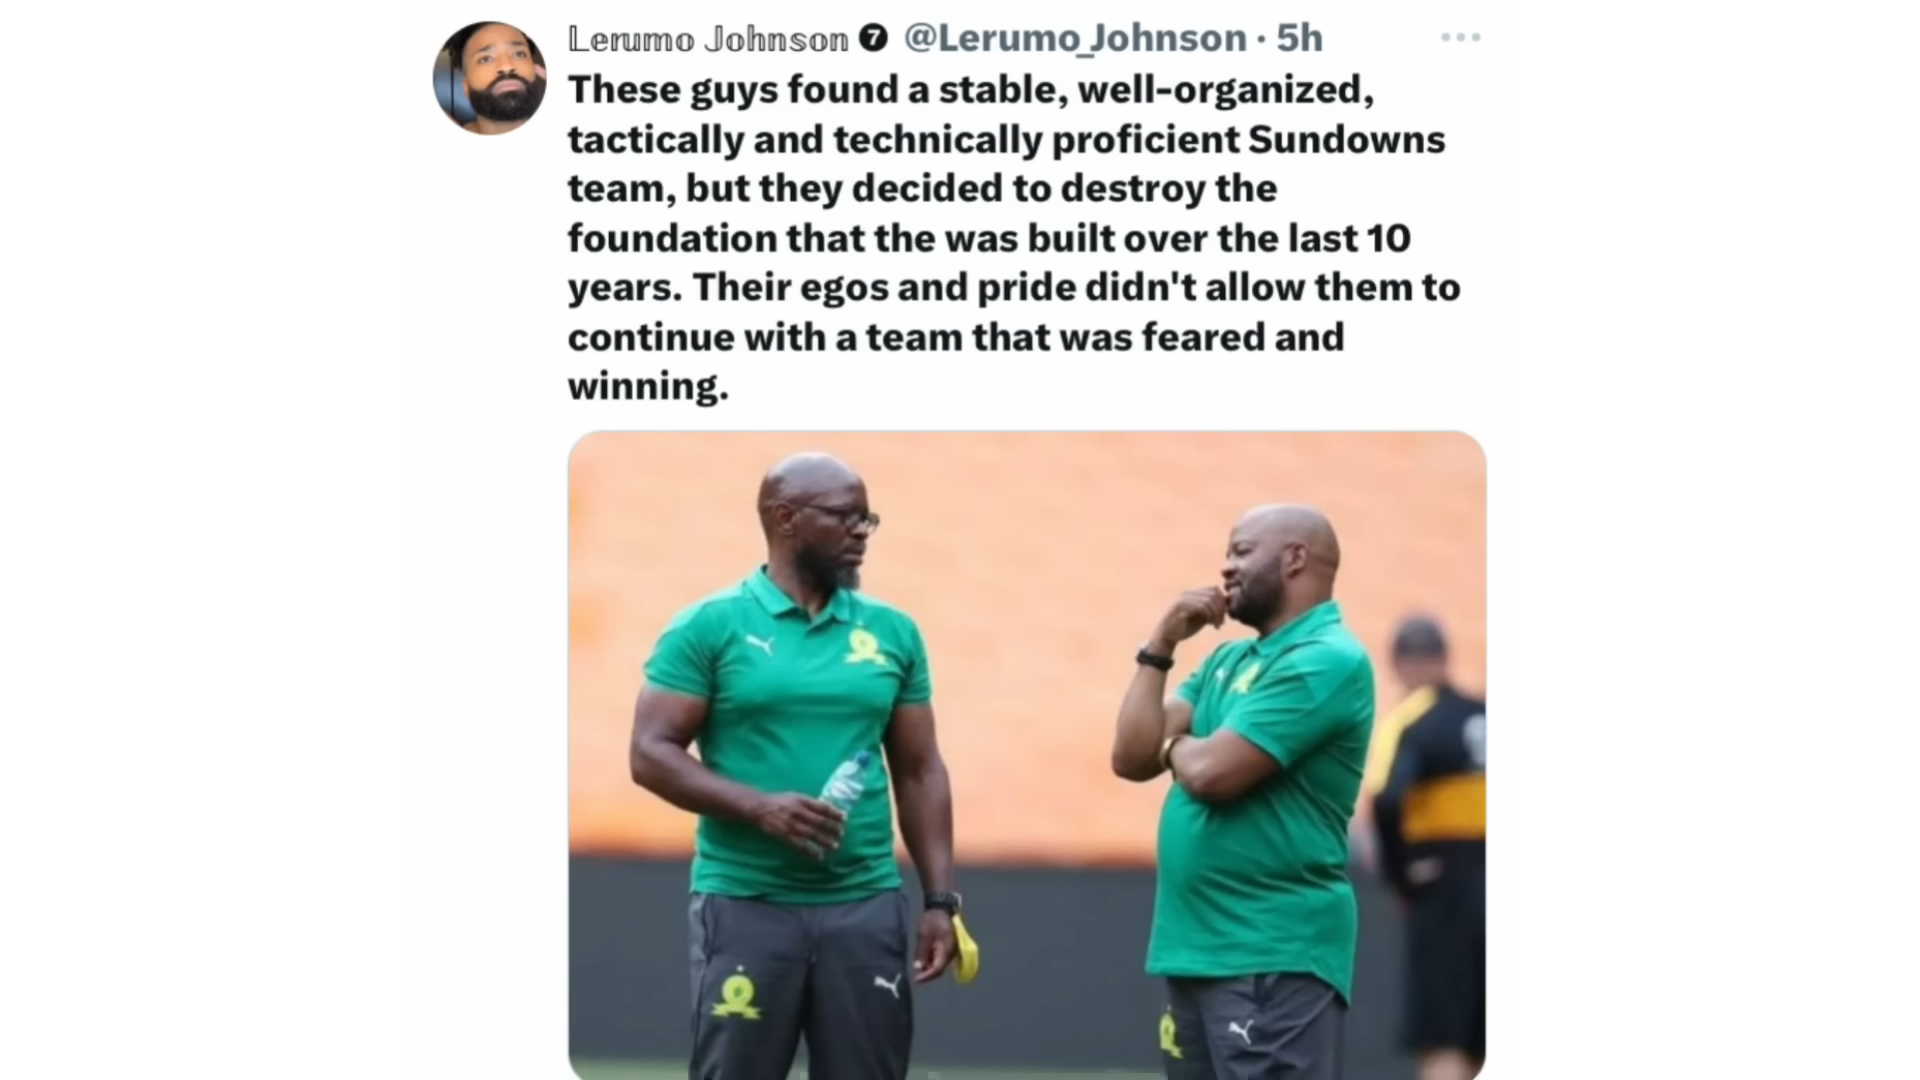 Lerumo Johnson 7 @Lerumo_Johnson · 5h
These guys found a stable, well-organized,
tactically and technically proficient Sundowns
team, but they decided to destroy the
foundation that the was built over the last 10
years. Their egos and pride didn't allow them to
continue with a team that was feared and
winning.